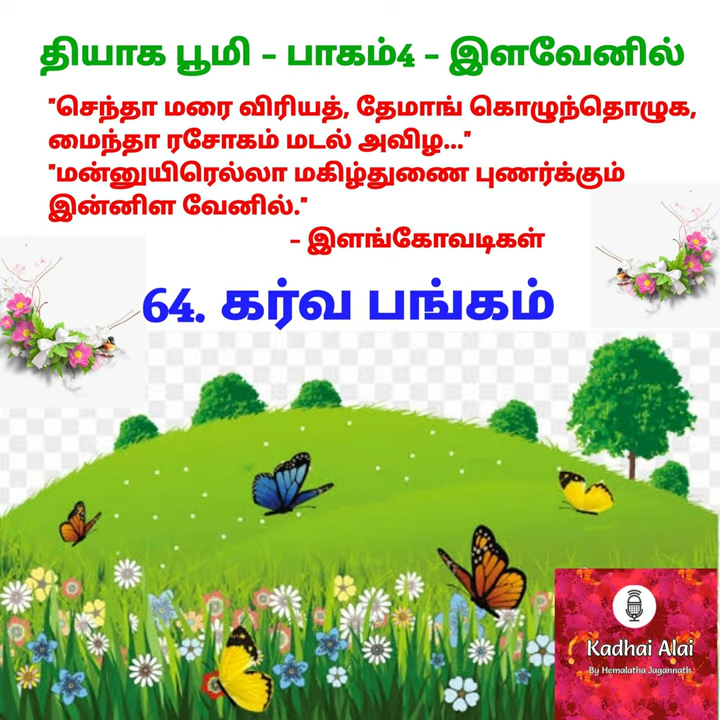 தியாக பூமி - பாகம்4 - இளவேனில்
"செந்தா மரை விரியத், தேமாங் கொழுந்தொழுக,
மைந்தா ரசோகம் மடல் அவிழ..."
"மன்னுயிரெல்லா மகிழ்துணை புணர்க்கும்
இன்னிள வேனில்."
- இளங்கோவடிகள்
64. கர்வ பங்கம்
Kadhai Alai
By Hemalatha Jagannath